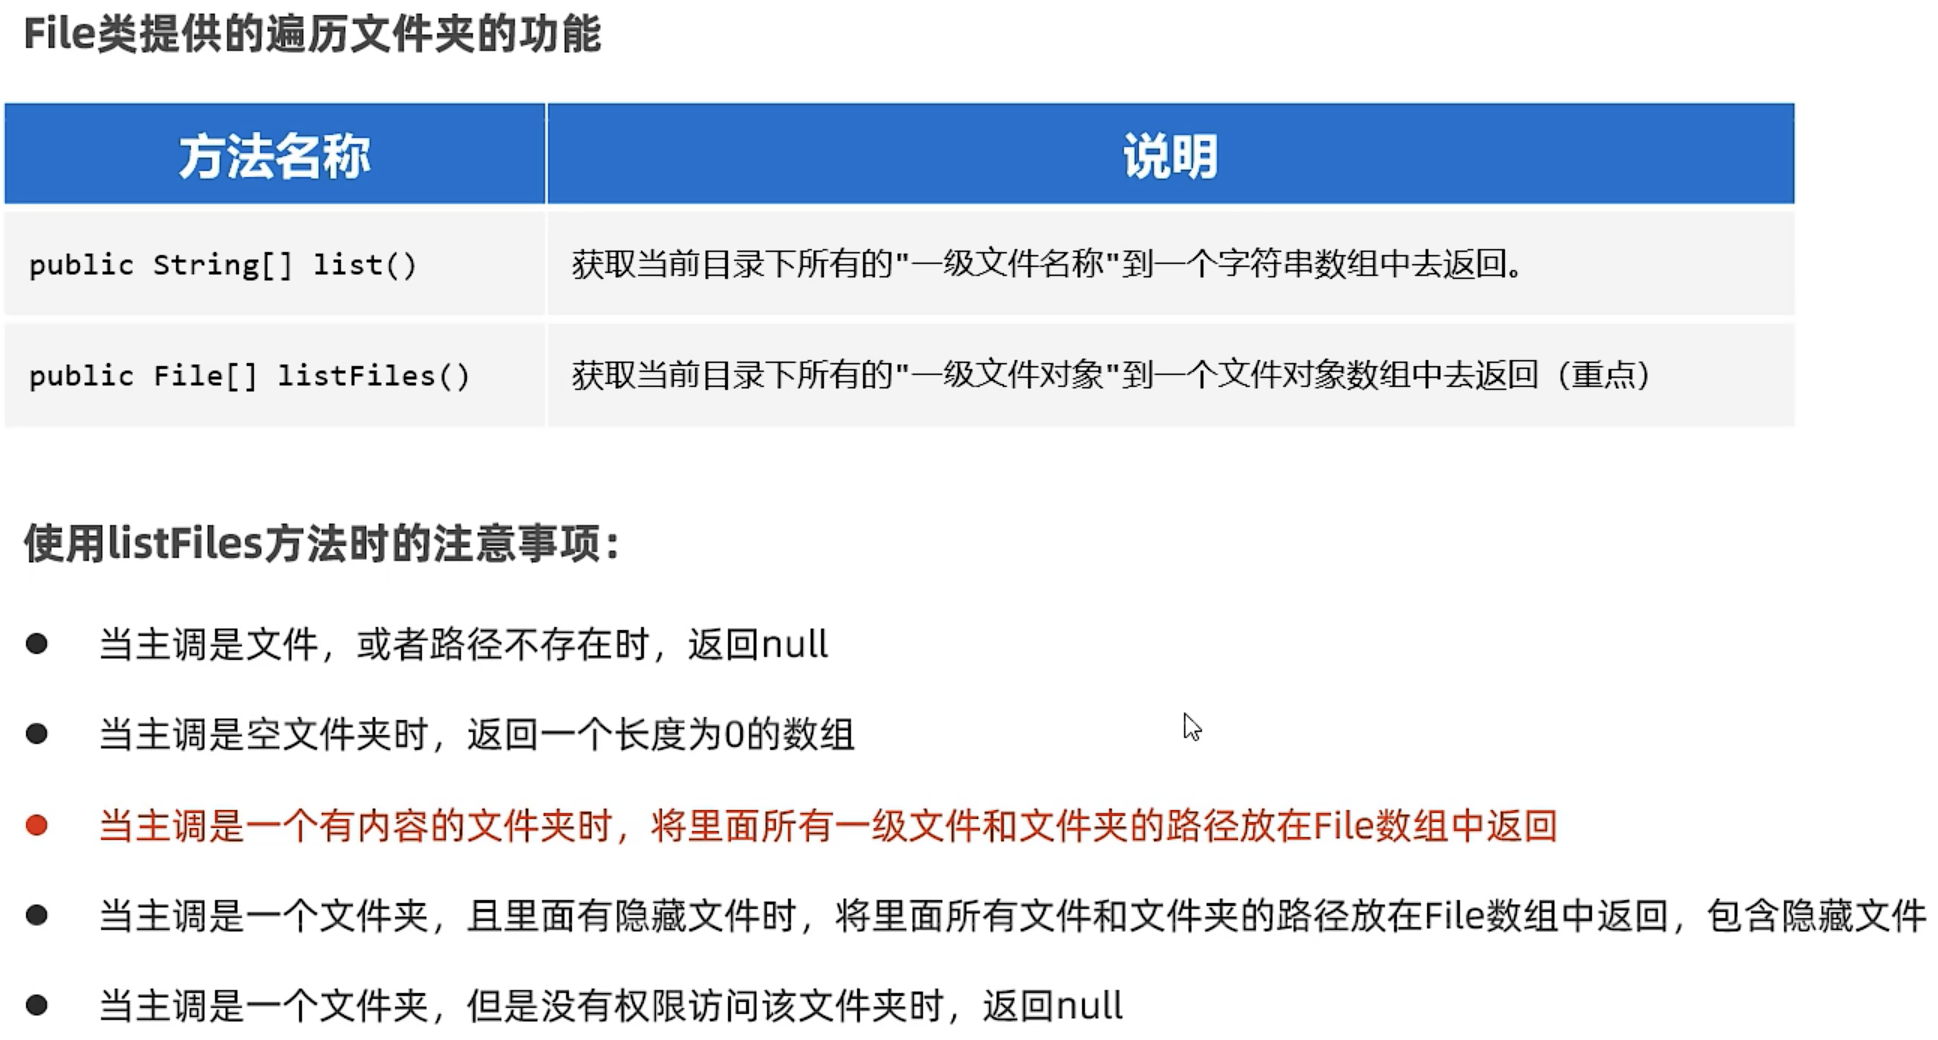 File类提供的遍历文件夹的功能
方法名称 说明
public String[] list() 获取当前目录下所有的"一级文件名称"到一个字符串数组中去返回。
public File[] listFiles() 获取当前目录下所有的"一级文件对象"到一个文件对象数组中去返回（重点）
使用listFiles方法时的注意事项：
● 当主调是文件，或者路径不存在时，返回null
● 当主调是空文件夹时，返回一个长度为0的数组
● 当主调是一个有内容的文件夹时，将里面所有一级文件和文件夹的路径放在File数组中返回
● 当主调是一个文件夹，且里面有隐藏文件时，将里面所有文件和文件夹的路径放在File数组中返回，包含隐藏文件
● 当主调是一个文件夹，但是没有权限访问该文件夹时，返回null